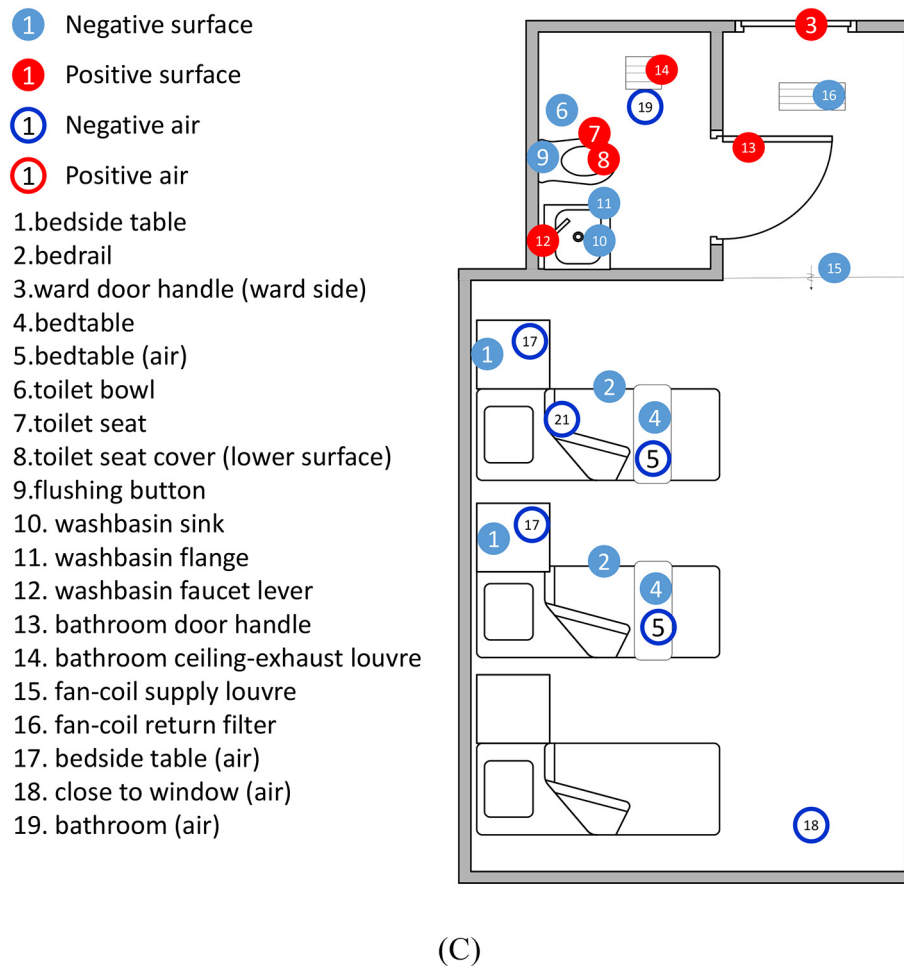 1 Negative surface
1 Positive surface
1 Negative air
1 Positive air
1.bedside table
2.bedrail
3.ward door handle (ward side)
4.bedtable
5.bedtable (air)
6.toilet bowl
7.toilet seat
8.toilet seat cover (lower surface)
9.flushing button
10. washbasin sink
11. washbasin flange
12. washbasin faucet lever
13. bathroom door handle
14. bathroom ceiling-exhaust louvre
15. fan-coil supply louvre
16. fan-coil return filter
17. bedside table (air)
18. close to window (air)
19. bathroom (air)
3
14
16
19
6
7
13
9
8
11
12
10
15
17
1
2
21
4
5
17
1
2
4
5
18
(C)